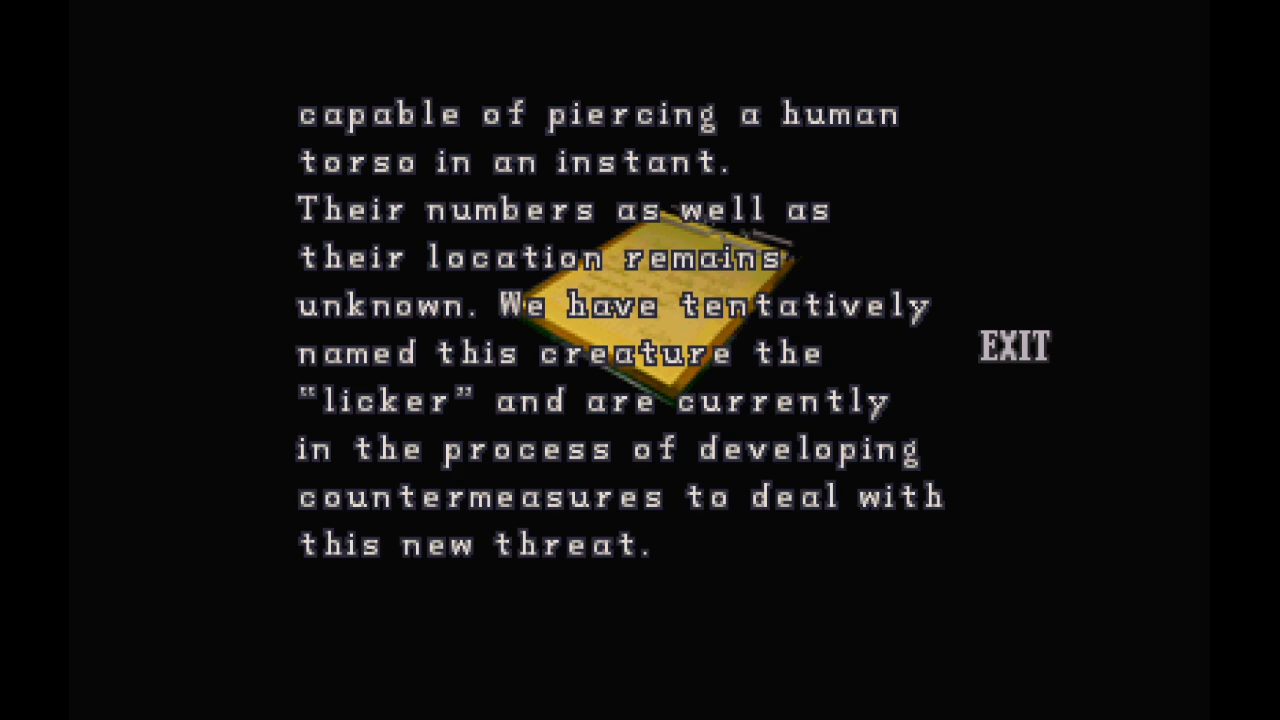 capable of piercing a human
torso in an instant.
Their numbers as well as
their location remains
unknown. We have tentatively
named this creature the
"licker" and are currently
in the process of developing
countermeasures to deal with
this new threat.
EXIT